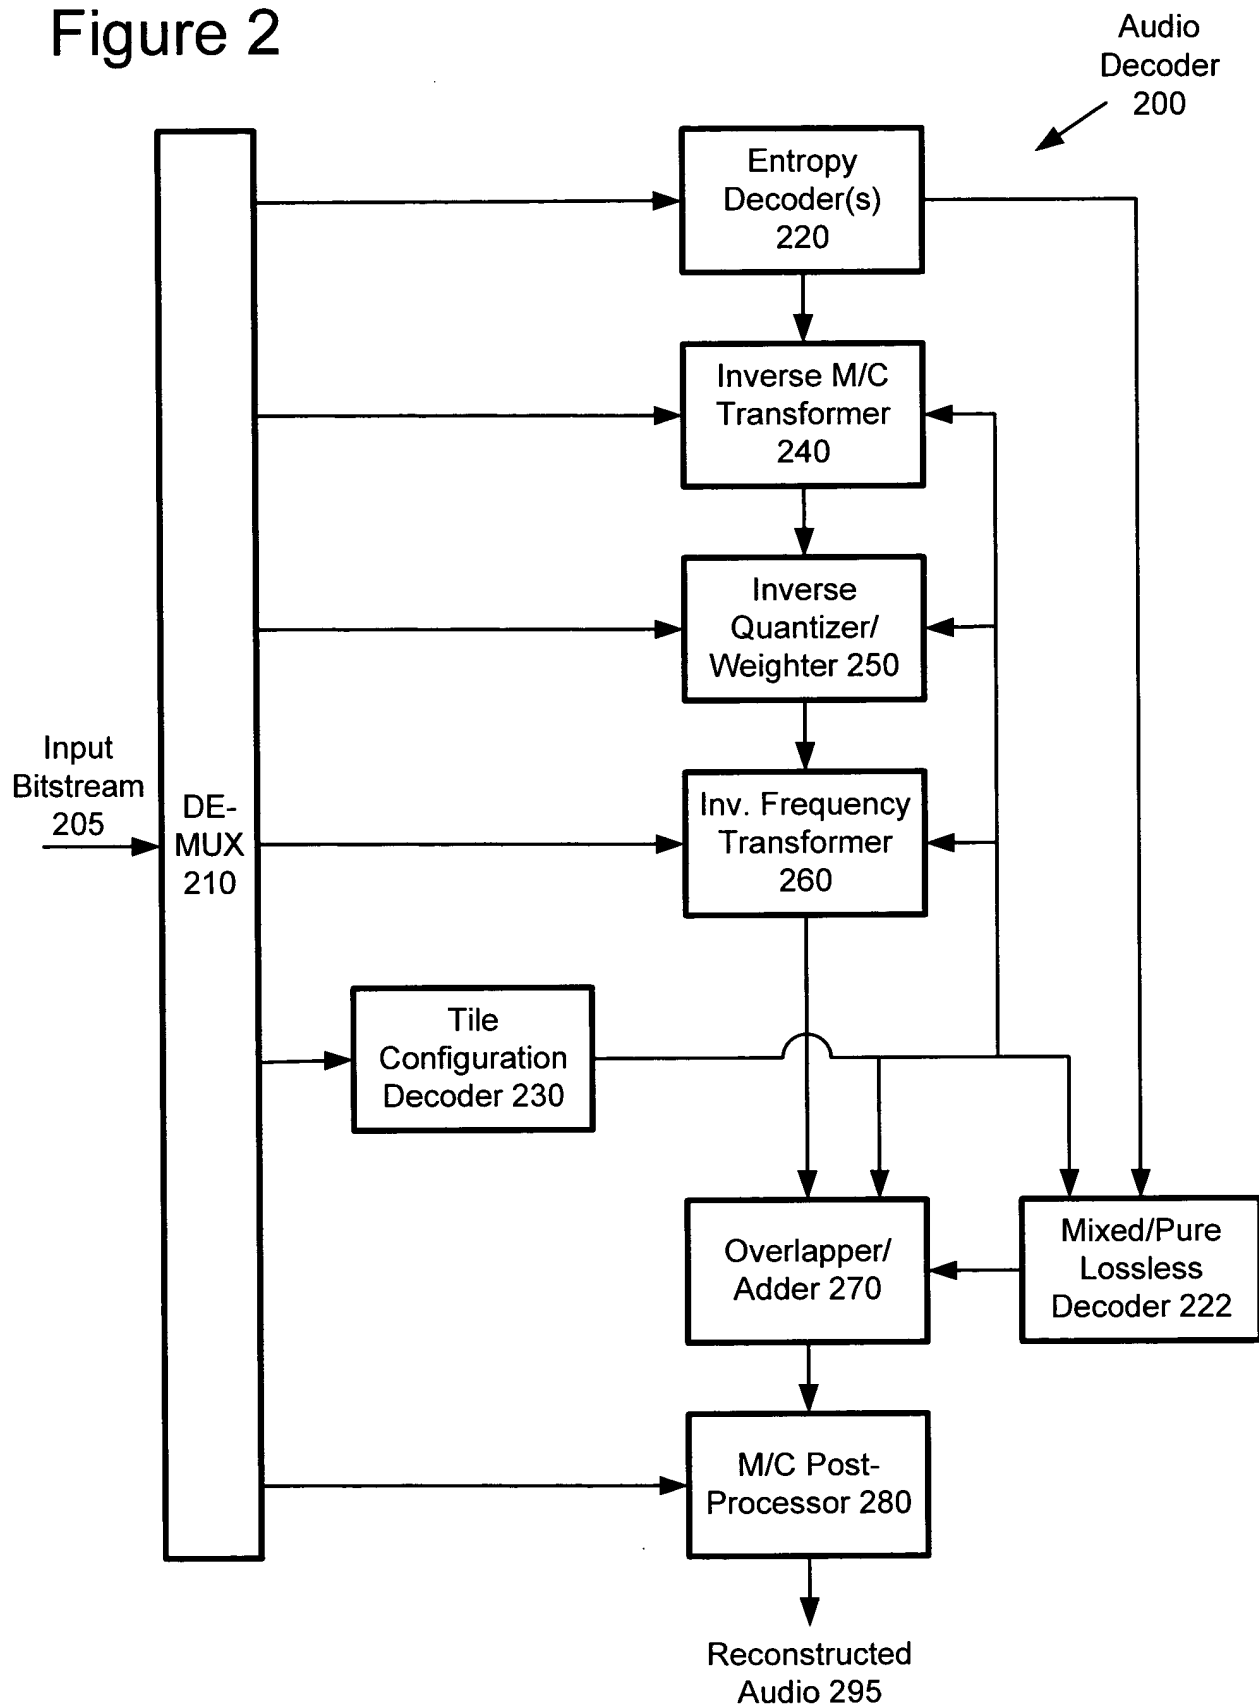 Figure 2
Audio
Decoder
200
Entropy
Decoder(s)
220
Inverse M/C
Transformer
240
Inverse
Quantizer/
Weighter 250
Input
Bitstream
205
DE-
MUX
210
Inv. Frequency
Transformer
260
Tile
Configuration
Decoder 230
Overlapper/
Adder 270
Mixed/Pure
Lossless
Decoder 222
M/C Post-
Processor 280
Reconstructed
Audio 295